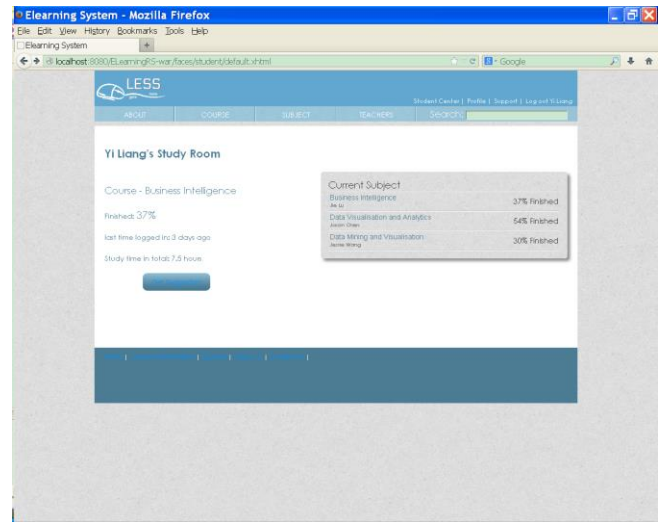 Elearning System - Mozilla Firefox
File Edit View History Bookmarks Tools Help
Elearning System +
localhost:8080/ELearningRS-war/faces/student/default.xhtml
Google
LESS
Student Center | Profile | Support | Log out Yi Liang
ABOUT COURSE SUBJECT TEACHERS Search:
Yi Liang's Study Room
Course - Business Intelligence
Finished: 37%
last time logged in: 3 days ago
Study time in total: 7.5 hours
Current Subject
Business Intelligence 37% Finished
Jie Lu
Data Visualisation and Analytics 54% Finished
Data Mining and Visualisation 30% Finished